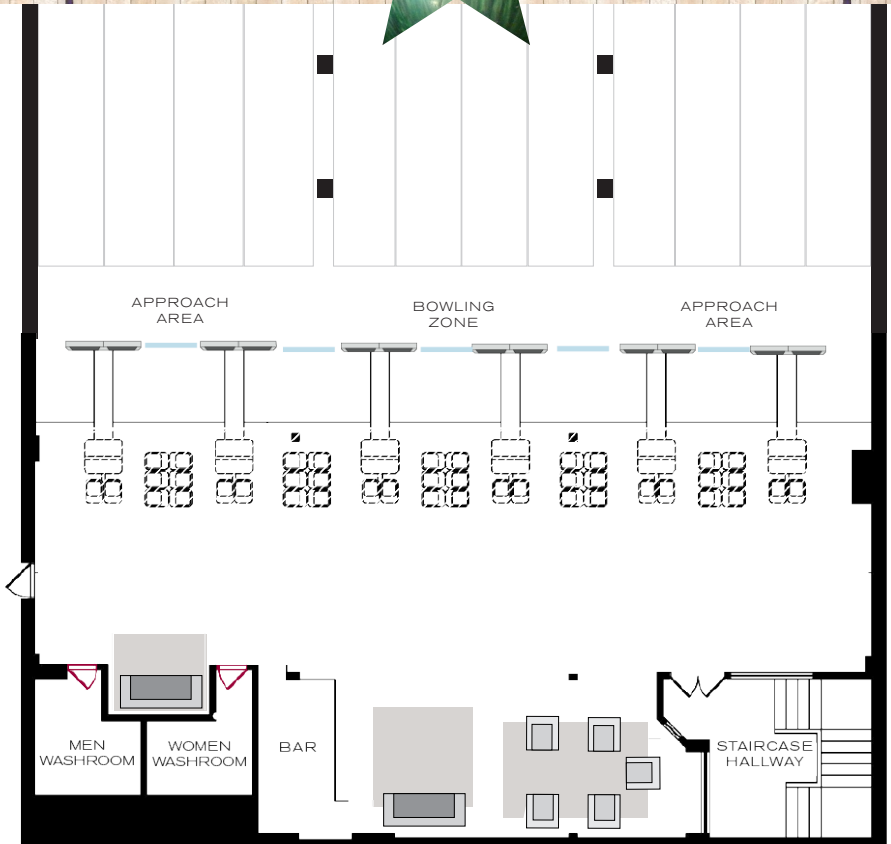 APPROACH
AREA
BOWLING
ZONE
APPROACH
AREA
MEN
WASHROOM
WOMEN
WASHROOM
BAR
STAIRCASE
HALLWAY